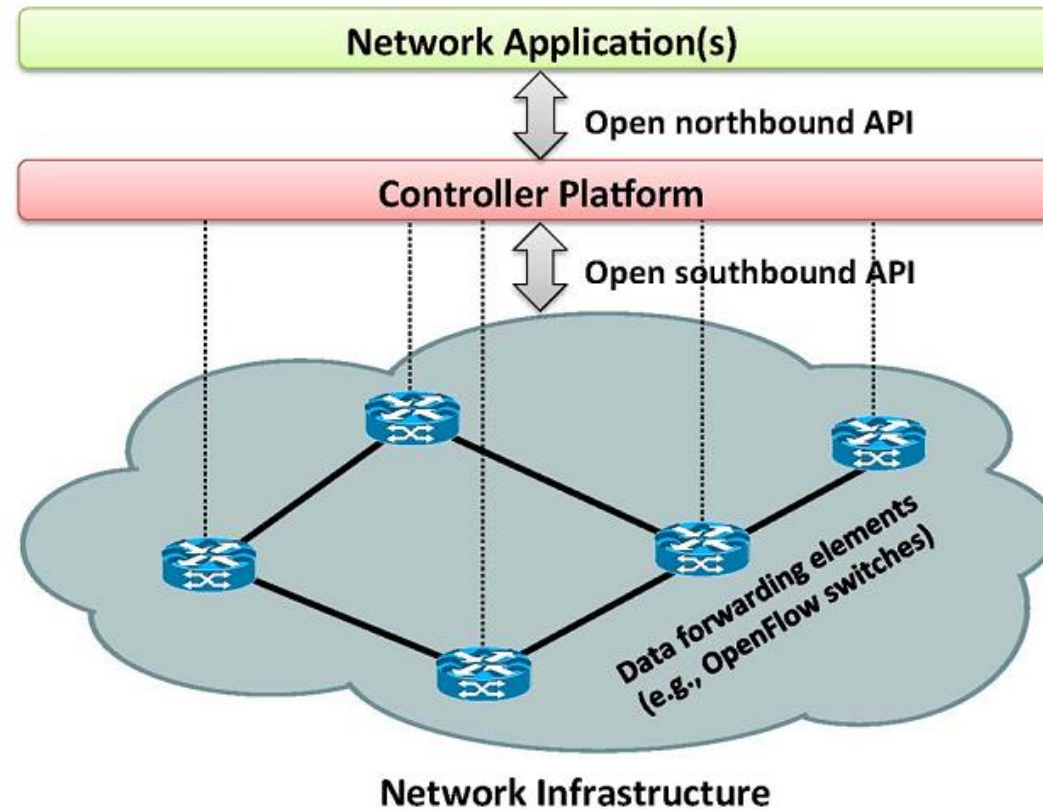 Network Application(s)
Open northbound API
Controller Platform
Open southbound API
Data forwarding elements
(e.g., OpenFlow switches)
Network Infrastructure